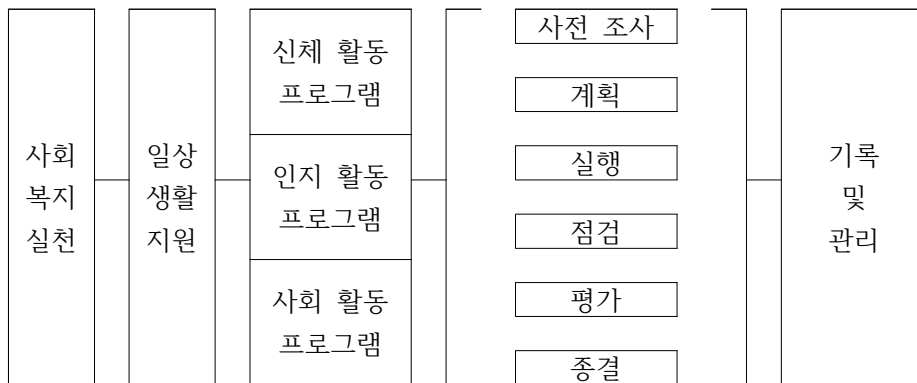 사회
복지
실천
일상
생활
지원
신체 활동
프로그램
인지 활동
프로그램
사회 활동
프로그램
사전 조사
계획
실행
점검
평가
종결
기록
및
관리